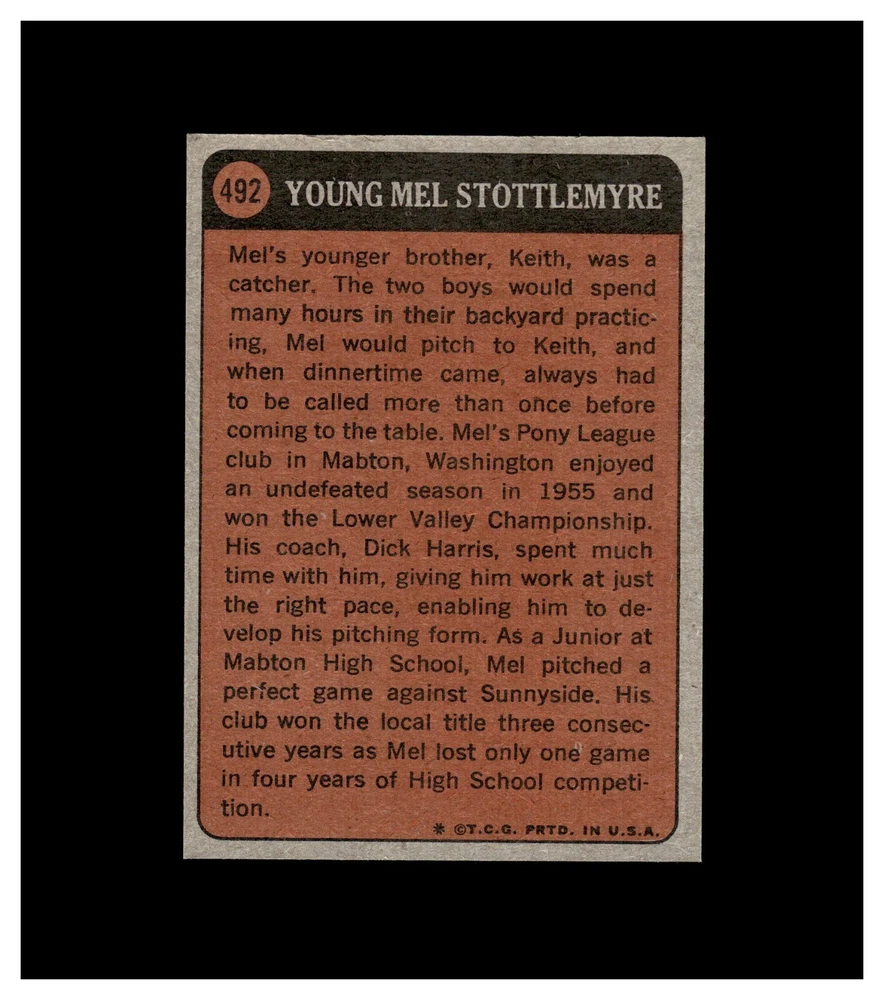 492 YOUNG MEL STOTTLEMYRE
Mel's younger brother, Keith, was a
catcher. The two boys would spend
many hours in their backyard practic-
ing, Mel would pitch to Keith, and
when dinnertime came, always had
to be called more than once before
coming to the table. Mel's Pony League
club in Mabton, Washington enjoyed
an undefeated season in 1955 and
won the Lower Valley Championship.
His coach, Dick Harris, spent much
time with him, giving him work at just
the right pace, enabling him to de-
velop his pitching form. As a Junior at
Mabton High School, Mel pitched a
perfect game against Sunnyside. His
club won the local title three consec-
utive years as Mel lost only one game
in four years of High School competi-
tion.
* ©T.C.G. PRTD. IN U.S.A.